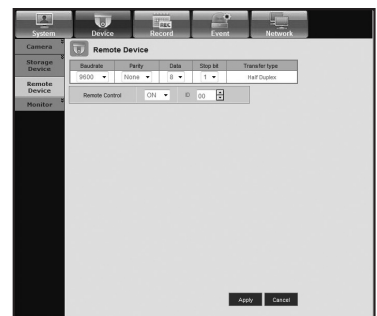 System Device Record Event Network
REC
Camera
Storage Device
Remote Device
Monitor
Remote Device
Baudrate Parity Data Stop bit Transfer type
9600 None 8 1 Half Duplex
Remote Control ON ID 00
Apply Cancel